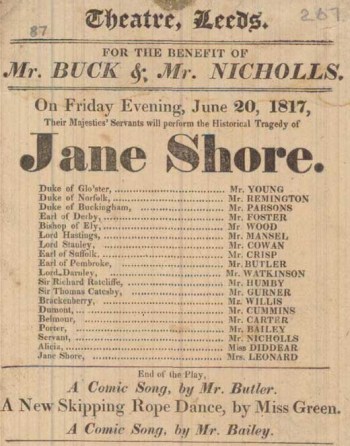 Theatre, Leeds.
267.
87
FOR THE BENEFIT OF
Mr. BUCK & Mr. NICHOLLS.
On Friday Evening, June 20, 1817,
Their Majesties' Servants will perform the Historical Tragedy of
Jane Shore.
Duke of Glo'ster, Mr. YOUNG
Duke of Norfolk, Mr. REMINGTON
Duke of Buckingham, Mr. PARSONS
Earl of Derby, Mr. FOSTER
Bishop of Ely, Mr. WOOD
Lord Hastings, Mr. MANSEL
Lord Stanley, Mr. COWAN
Earl of Suffolk, Mr. CRISP
Earl of Pembroke, Mr. BUTLER
Lord Darnley, Mr. WATKINSON
Sir Richard Ratcliffe, Mr. HUMBY
Sir Thomas Catesby, Mr. GURNER
Brackenberry, Mr. WILLIS
Dumont, Mr. CUMMINS
Belmour, Mr. CARTER
Porter, Mr. BAILEY
Servant, Mr. NICHOLLS
Alicia, Miss DIDDEAR
Jane Shore, Mrs. LEONARD
End of the Play,
A Comic Song, by Mr. Butler.
A New Skipping Rope Dance, by Miss Green.
A Comic Song, by Mr. Bailey.